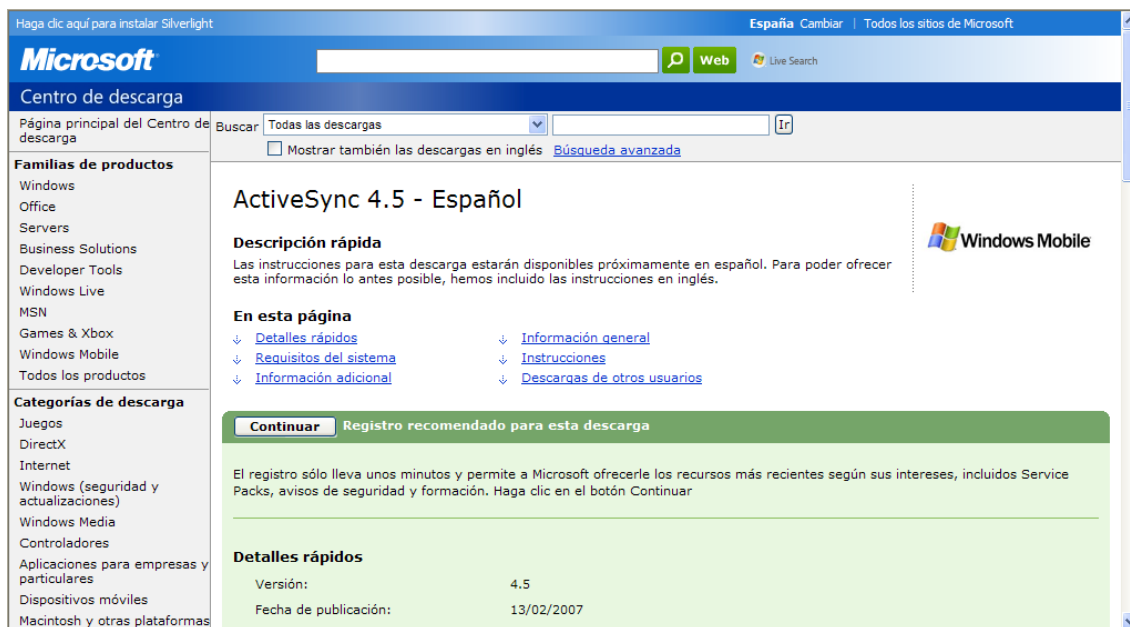 Haga clic aquí para instalar Silverlight
España Cambiar | Todos los sitios de Microsoft
Microsoft
Web
Live Search
Centro de descarga
Página principal del Centro de
descarga
Buscar Todas las descargas
Ir
Mostrar también las descargas en inglés Búsqueda avanzada
Familias de productos
Windows
Office
Servers
Business Solutions
Developer Tools
Windows Live
MSN
Games & Xbox
Windows Mobile
Todos los productos
Categorías de descarga
Juegos
DirectX
Internet
Windows (seguridad y
actualizaciones)
Windows Media
Controladores
Aplicaciones para empresas y
particulares
Dispositivos móviles
Macintosh y otras plataformas
ActiveSync 4.5 - Español
Windows Mobile
Descripción rápida
Las instrucciones para esta descarga estarán disponibles próximamente en español. Para poder ofrecer
esta información lo antes posible, hemos incluido las instrucciones en inglés.
En esta página
Detalles rápidos
Información general
Requisitos del sistema
Instrucciones
Información adicional
Descargas de otros usuarios
Continuar Registro recomendado para esta descarga
El registro sólo lleva unos minutos y permite a Microsoft ofrecerle los recursos más recientes según sus intereses, incluidos Service
Packs, avisos de seguridad y formación. Haga clic en el botón Continuar
Detalles rápidos
Versión: 4.5
Fecha de publicación: 13/02/2007